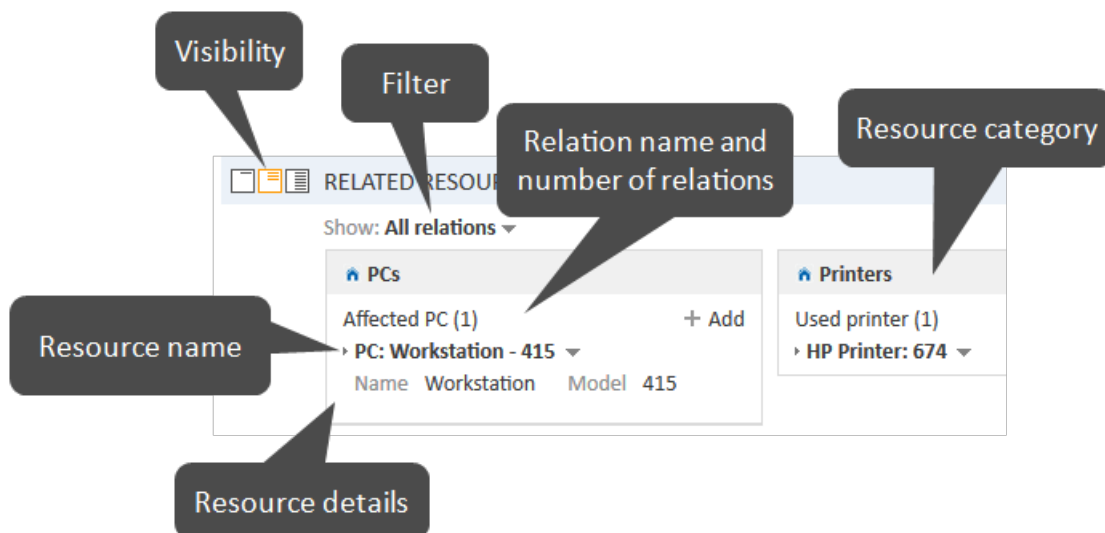 Visibility
Filter
Relation name and
number of relations
Resource category
RELATED RESOUR
Show: All relations
PCs
Printers
Affected PC (1)
+ Add
Used printer (1)
Resource name
PC: Workstation - 415
HP Printer: 674
Name Workstation Model 415
Resource details